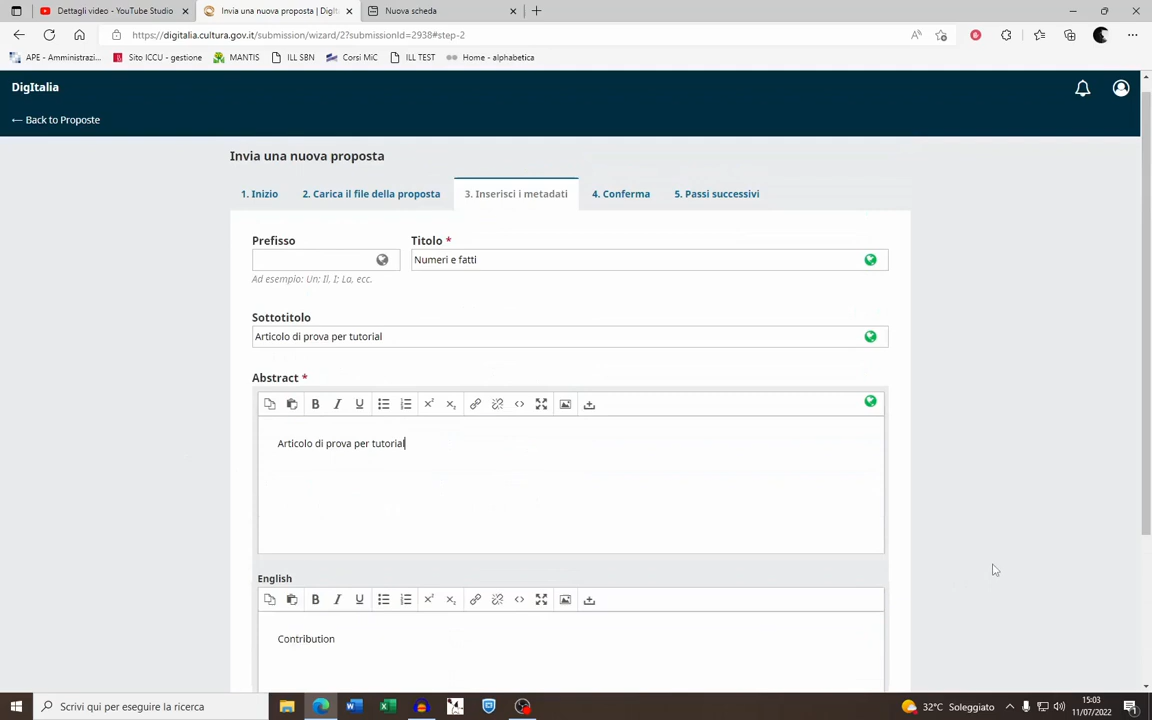 Dettagli video - YouTube Studio
Invia una nuova proposta | DigIt
Nuova scheda
https://digitalia.cultura.gov.it/submission/wizard/2?submissionId=2938#step-2
APE - Amministrazi...
Sito ICCU - gestione
MANTIS
ILL SBN
Corsi MiC
ILL TEST
Home - alphabetica
DigItalia
← Back to Proposte
Invia una nuova proposta
1. Inizio
2. Carica il file della proposta
3. Inserisci i metadati
4. Conferma
5. Passi successivi
Prefisso
Titolo *
Numeri e fatti
Ad esempio: Un; Il, I; La, ecc.
Sottotitolo
Articolo di prova per tutorial
Abstract *
Articolo di prova per tutorial
English
Contribution
Scrivi qui per eseguire la ricerca
32°C Soleggiato
15:03
11/07/2022